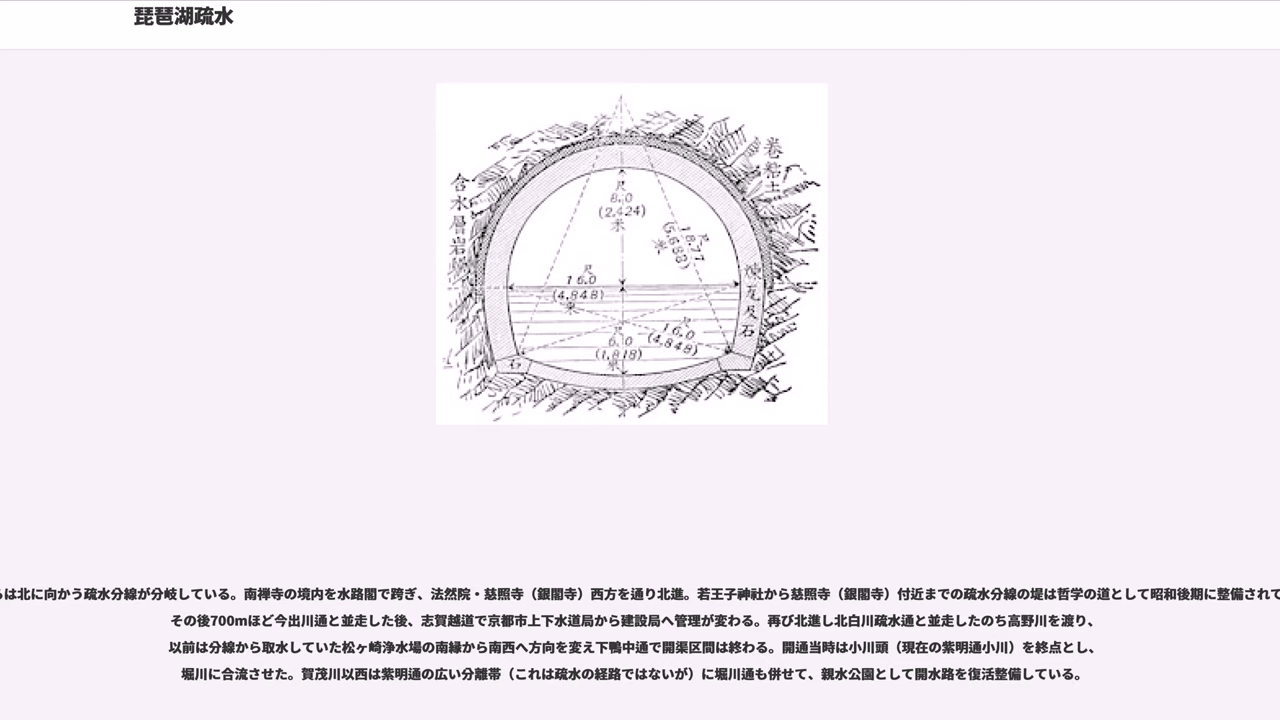 琵琶湖疏水
含水層岩
巻粘土
尺
8.0
(2.424)
米
尺
18.77
(5.688)
米
尺
16.0
(4.848)
米
煉瓦及石
尺
16.0
(4.848)
尺
6.0
(1.818)
米
石
は北に向かう疏水分線が分岐している。南禅寺の境内を水路閣で跨ぎ、法然院・慈照寺（銀閣寺）西方を通り北進。若王子神社から慈照寺（銀閣寺）付近までの疏水分線の堤は哲学の道として昭和後期に整備されて
その後700mほど今出川通と並走した後、志賀越道で京都市上下水道局から建設局へ管理が変わる。再び北進し北白川疏水通と並走したのち高野川を渡り、
以前は分線から取水していた松ヶ崎浄水場の南縁から南西へ方向を変え下鴨中通で開渠区間は終わる。開通当時は小川頭（現在の紫明通小川）を終点とし、
堀川に合流させた。賀茂川以西は紫明通の広い分離帯（これは疏水の経路ではないが）に堀川通も併せて、親水公園として開水路を復活整備している。